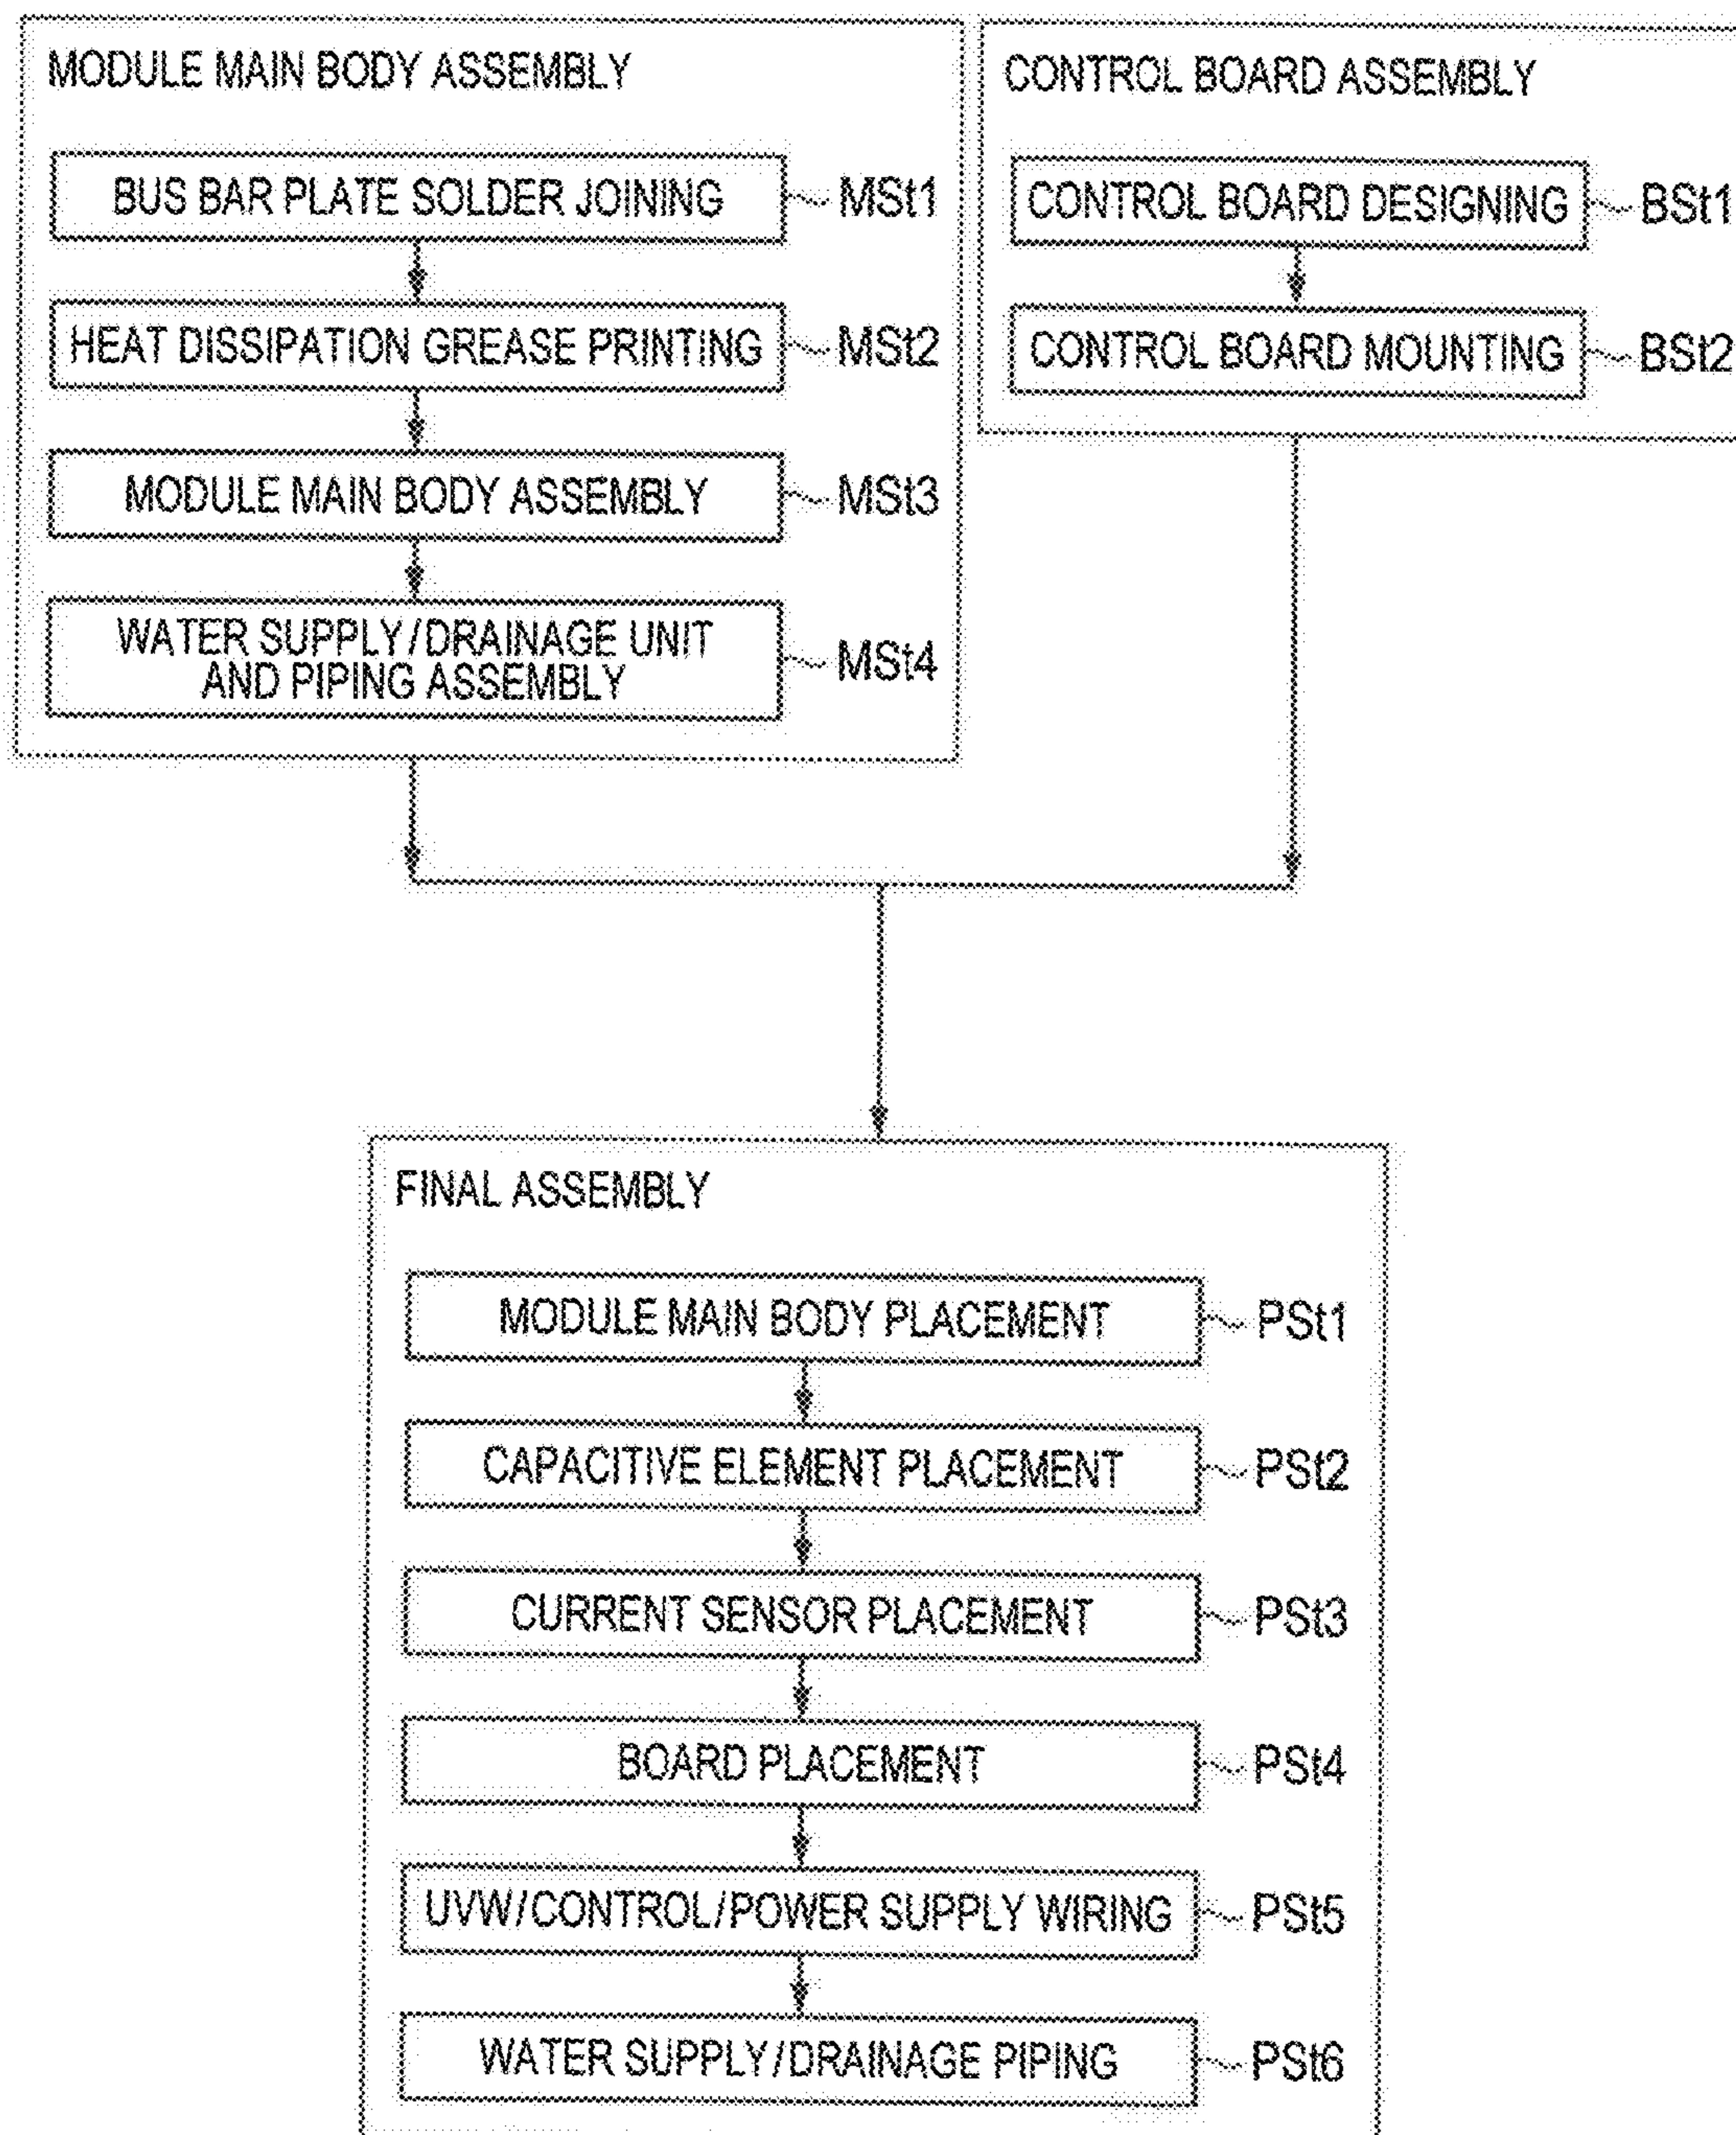 MODULE MAIN BODY ASSEMBLY
BUS BAR PLATE SOLDER JOINING MSt1
HEAT DISSIPATION GREASE PRINTING MSt2
MODULE MAIN BODY ASSEMBLY MSt3
WATER SUPPLY/DRAINAGE UNIT
AND PIPING ASSEMBLY MSt4
CONTROL BOARD ASSEMBLY
CONTROL BOARD DESIGNING BSt1
CONTROL BOARD MOUNTING BSt2
FINAL ASSEMBLY
MODULE MAIN BODY PLACEMENT PSt1
CAPACITIVE ELEMENT PLACEMENT PSt2
CURRENT SENSOR PLACEMENT PSt3
BOARD PLACEMENT PSt4
UVW/CONTROL/POWER SUPPLY WIRING PSt5
WATER SUPPLY/DRAINAGE PIPING PSt6